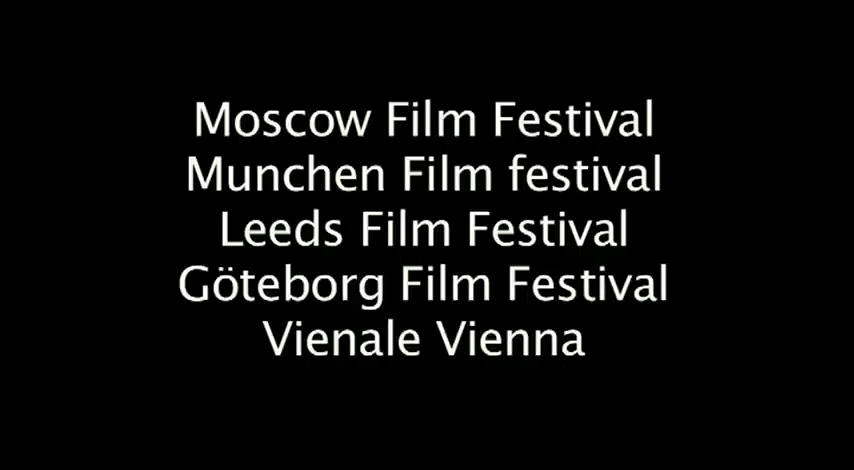 Moscow Film Festival
Munchen Film festival
Leeds Film Festival
Göteborg Film Festival
Vienale Vienna